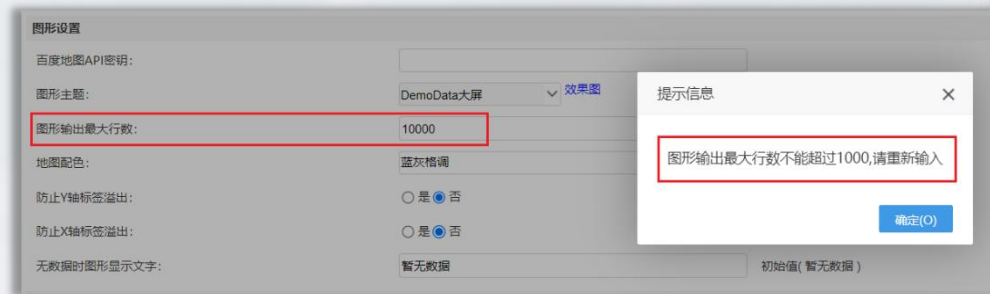 图形设置
百度地图API密钥:
图形主题: DemoData大屏 效果图
图形输出最大行数: 10000
地图配色: 蓝灰格调
防止Y轴标签溢出: 是 否
防止X轴标签溢出: 是 否
无数据时图形显示文字: 暂无数据 初始值( 暂无数据 )
提示信息
图形输出最大行数不能超过1000,请重新输入
确定(O)